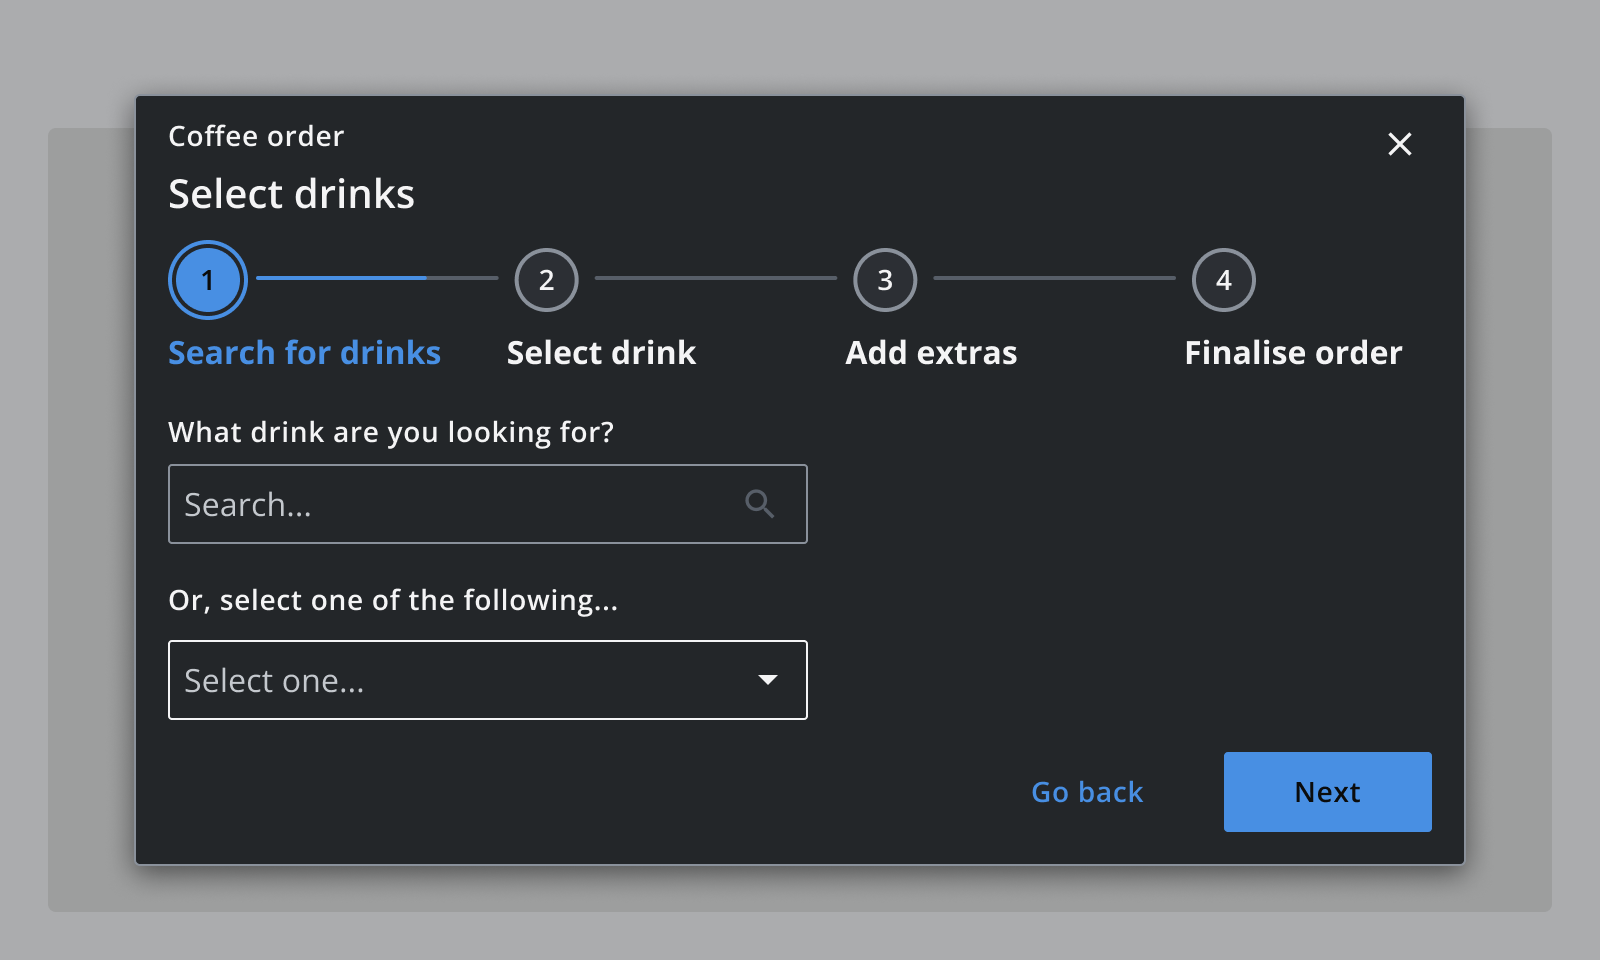 Coffee order
Select drinks
1 2 3 4
Search for drinks Select drink Add extras Finalise order
What drink are you looking for?
Search...
Or, select one of the following...
Select one...
Go back Next